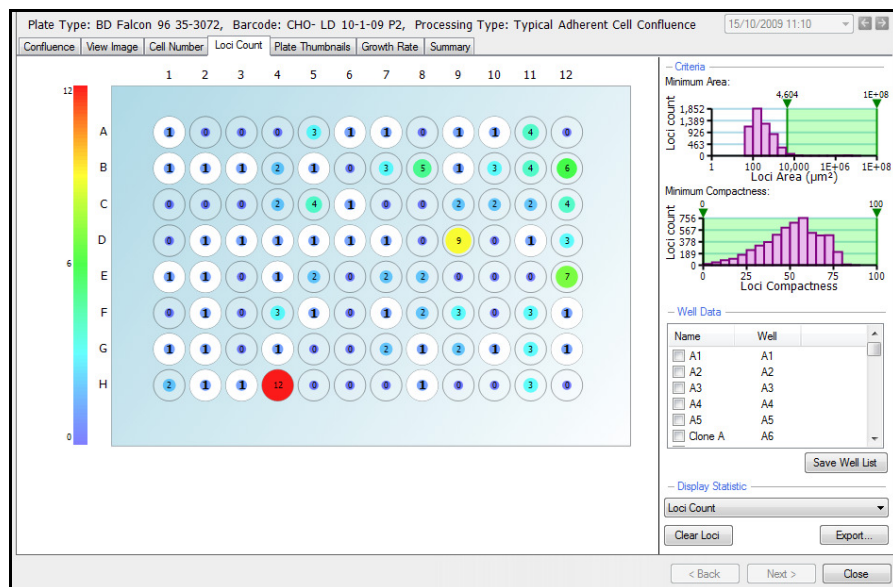 Plate Type: BD Falcon 96 35-3072, Barcode: CHO- LD 10-1-09 P2, Processing Type: Typical Adherent Cell Confluence
15/10/2009 11:10
Confluence View Image Cell Number Loci Count Plate Thumbnails Growth Rate Summary
1 2 3 4 5 6 7 8 9 10 11 12
12
6
0
A 1 0 0 0 3 1 1 0 1 1 4 0
B 1 1 1 2 1 0 3 5 1 3 4 6
C 0 0 0 2 4 1 0 0 2 2 2 4
D 0 1 1 1 1 1 1 0 9 0 1 3
E 1 1 0 1 2 0 2 2 0 0 0 7
F 0 1 0 3 1 0 1 2 3 0 3 1
G 1 1 0 1 0 0 2 1 2 1 3 1
H 2 1 1 12 0 0 0 1 0 0 3 0
Criteria
Minimum Area:
4,604 1E+08
Loci count
1,852
1,389
926
463
0
1 100 10,000 1E+06 1E+08
Loci Area (µm²)
Minimum Compactness:
0 100
Loci count
756
567
378
189
0
0 25 50 75 100
Loci Compactness
Well Data
Name Well
A1 A1
A2 A2
A3 A3
A4 A4
A5 A5
Clone A A6
Save Well List
Display Statistic
Loci Count
Clear Loci Export...
< Back Next > Close